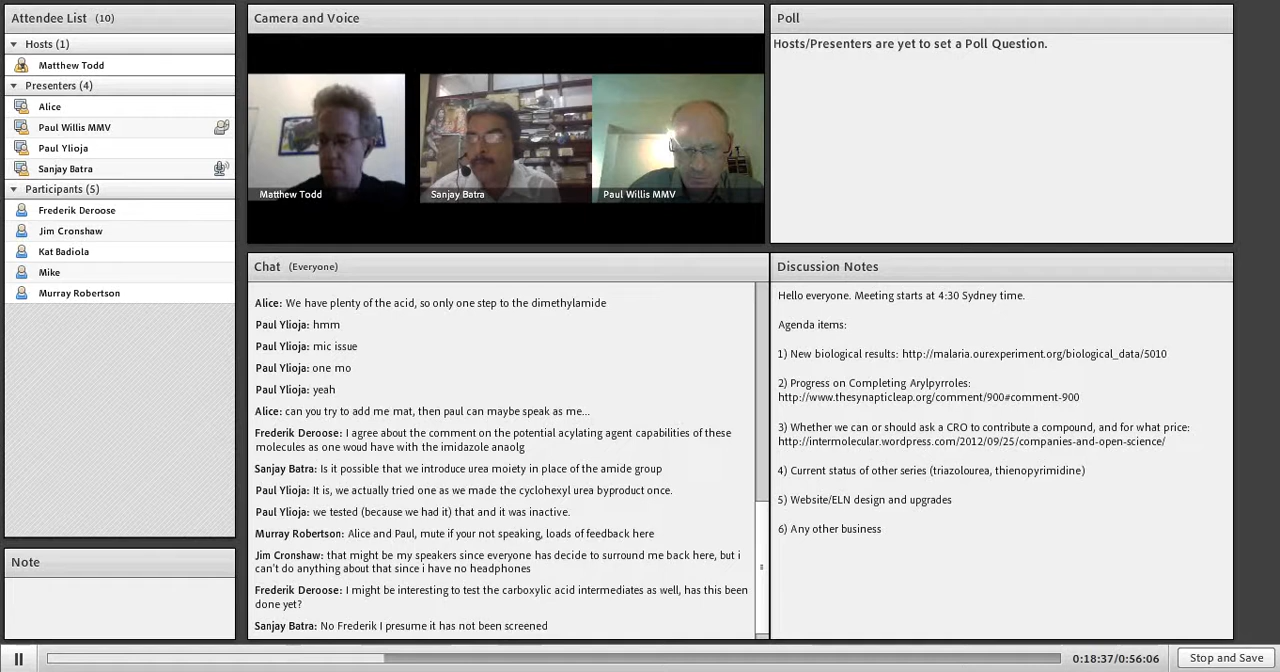 Attendee List (10)
Hosts (1)
Matthew Todd
Presenters (4)
Alice
Paul Willis MMV
Paul Ylioja
Sanjay Batra
Participants (5)
Frederik Deroose
Jim Cronshaw
Kat Badiola
Mike
Murray Robertson
Note
Camera and Voice
Matthew Todd
Sanjay Batra
Paul Willis MMV
Chat (Everyone)
Alice: We have plenty of the acid, so only one step to the dimethylamide
Paul Ylioja: hmm
Paul Ylioja: mic issue
Paul Ylioja: one mo
Paul Ylioja: yeah
Alice: can you try to add me mat, then paul can maybe speak as me...
Frederik Deroose: I agree about the comment on the potential acylating agent capabilities of these
molecules as one woud have with the imidazole anaolg
Sanjay Batra: Is it possible that we introduce urea moiety in place of the amide group
Paul Ylioja: It is, we actually tried one as we made the cyclohexyl urea byproduct once.
Paul Ylioja: we tested (because we had it) that and it was inactive.
Murray Robertson: Alice and Paul, mute if your not speaking, loads of feedback here
Jim Cronshaw: that might be my speakers since everyone has decide to surround me back here, but i
can't do anything about that since i have no headphones
Frederik Deroose: I might be interesting to test the carboxylic acid intermediates as well, has this been
done yet?
Sanjay Batra: No Frederik I presume it has not been screened
Poll
Hosts/Presenters are yet to set a Poll Question.
Discussion Notes
Hello everyone. Meeting starts at 4:30 Sydney time.
Agenda items:
1) New biological results: http://malaria.ourexperiment.org/biological_data/5010
2) Progress on Completing Arylpyrroles:
http://www.thesynapticleap.org/comment/900#comment-900
3) Whether we can or should ask a CRO to contribute a compound, and for what price:
http://intermolecular.wordpress.com/2012/09/25/companies-and-open-science/
4) Current status of other series (triazolourea, thienopyrimidine)
5) Website/ELN design and upgrades
6) Any other business
0:18:37/0:56:06
Stop and Save